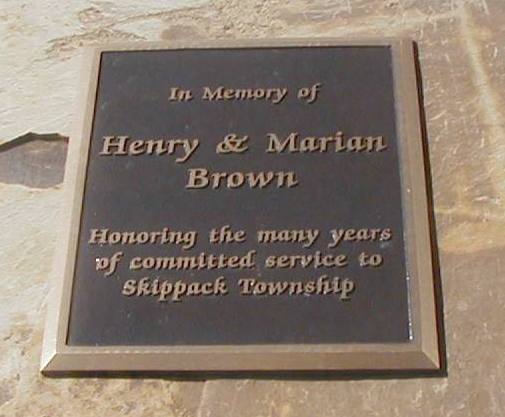 In Memory of
Henry & Marian
Brown
Honoring the many years
of committed service to
Skippack Township